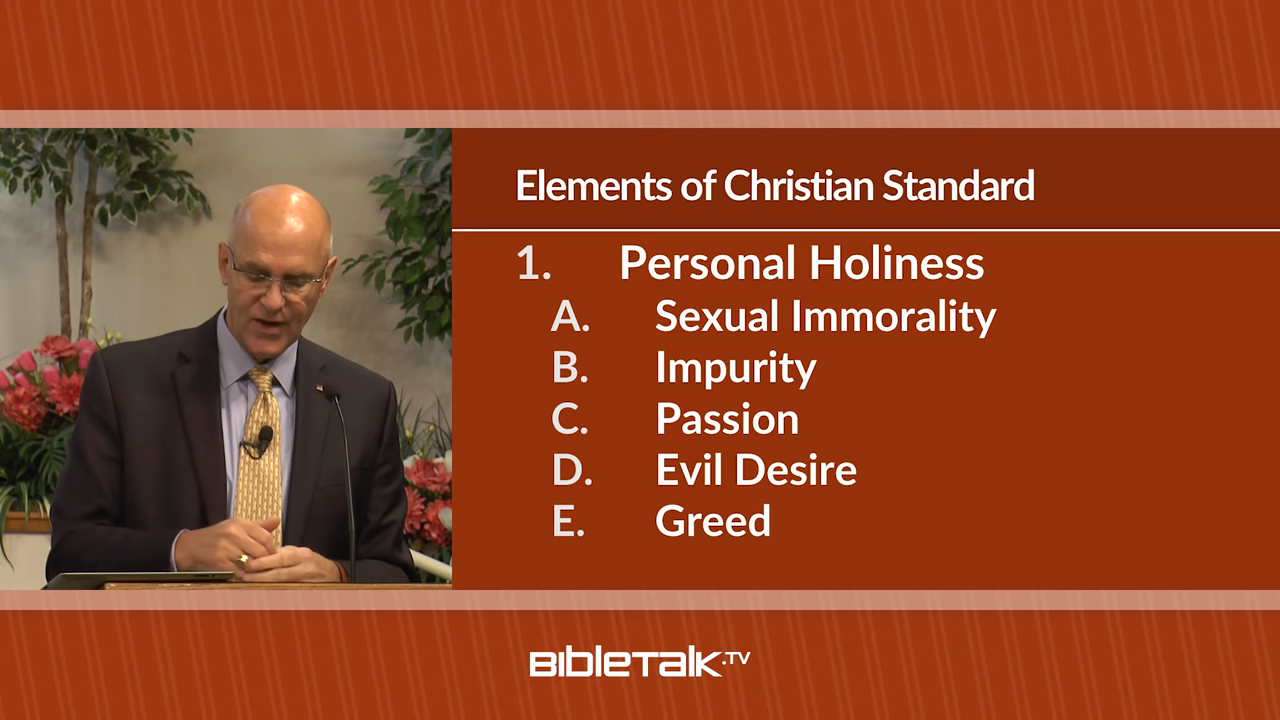 Elements of Christian Standard
1. Personal Holiness
A. Sexual Immorality
B. Impurity
C. Passion
D. Evil Desire
E. Greed
BIBLETALK.TV